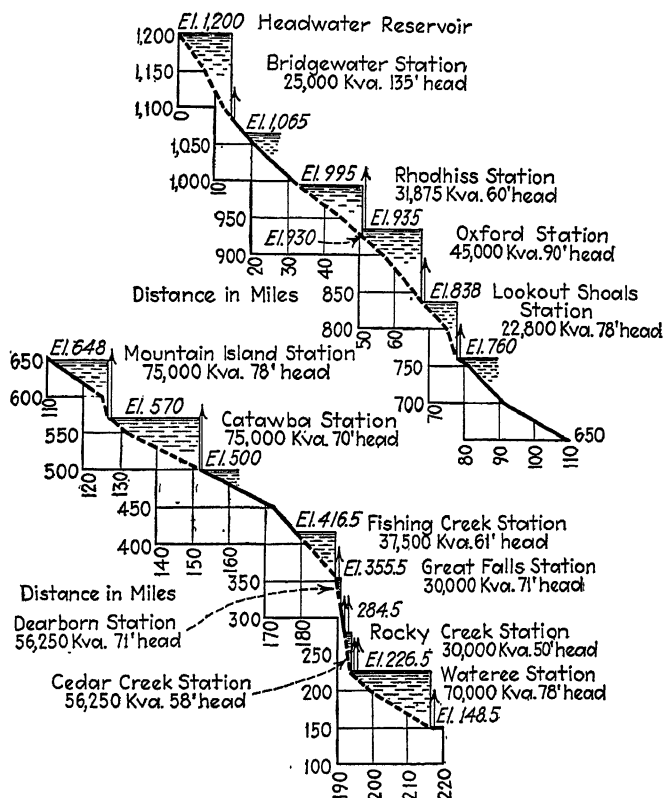 El. 1,200 Headwater Reservoir
1,200
1,150
1,100
0
Bridgewater Station
25,000 Kva. 135' head
El. 1,065
1,050
1,000
10
El. 995
Rhodhiss Station
31,875 Kva. 60' head
950
El. 935
El. 930
900
20 30 40
Oxford Station
45,000 Kva. 90' head
Distance in Miles
850
800
50 60
El. 838
Lookout Shoals
Station
22,800 Kva. 78' head
El. 760
750
700
70
80 90 100 110
650
El. 648
650
600
110
Mountain Island Station
75,000 Kva. 78' head
El. 570
550
500
120 130
Catawba Station
75,000 Kva. 70' head
El. 500
450
400
140 150 160
El. 416.5
Fishing Creek Station
37,500 Kva. 61' head
El. 355.5
Great Falls Station
30,000 Kva. 71' head
350
300
170 180
Distance in Miles
Dearborn Station
56,250 Kva. 71' head
284.5
Rocky Creek Station
30,000 Kva. 50' head
250
El. 226.5
Cedar Creek Station
56,250 Kva. 58' head
Wateree Station
70,000 Kva. 78' head
200
El. 148.5
150
100
190 200 210 220